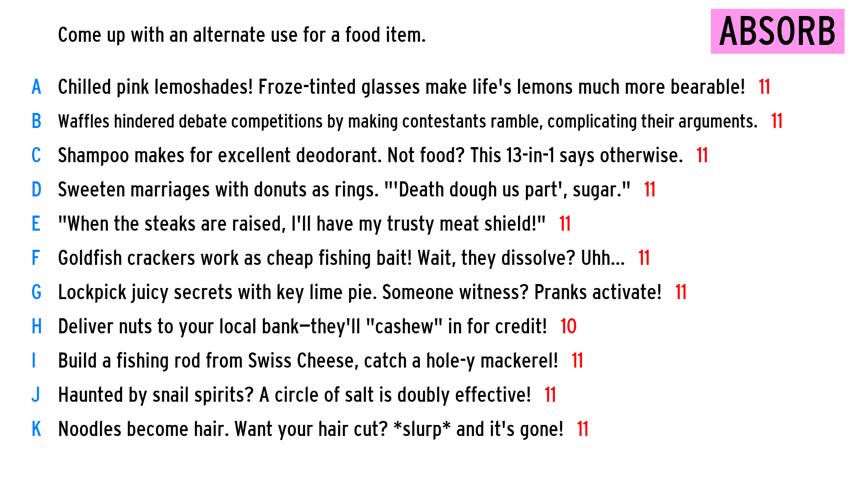 Come up with an alternate use for a food item.
ABSORB
A Chilled pink lemoshades! Froze-tinted glasses make life's lemons much more bearable! 11
B Waffles hindered debate competitions by making contestants ramble, complicating their arguments. 11
C Shampoo makes for excellent deodorant. Not food? This 13-in-1 says otherwise. 11
D Sweeten marriages with donuts as rings. "'Death dough us part', sugar." 11
E "When the steaks are raised, I'll have my trusty meat shield!" 11
F Goldfish crackers work as cheap fishing bait! Wait, they dissolve? Uhh... 11
G Lockpick juicy secrets with key lime pie. Someone witness? Pranks activate! 11
H Deliver nuts to your local bank—they'll "cashew" in for credit! 10
I Build a fishing rod from Swiss Cheese, catch a hole-y mackerel! 11
J Haunted by snail spirits? A circle of salt is doubly effective! 11
K Noodles become hair. Want your hair cut? *slurp* and it's gone! 11